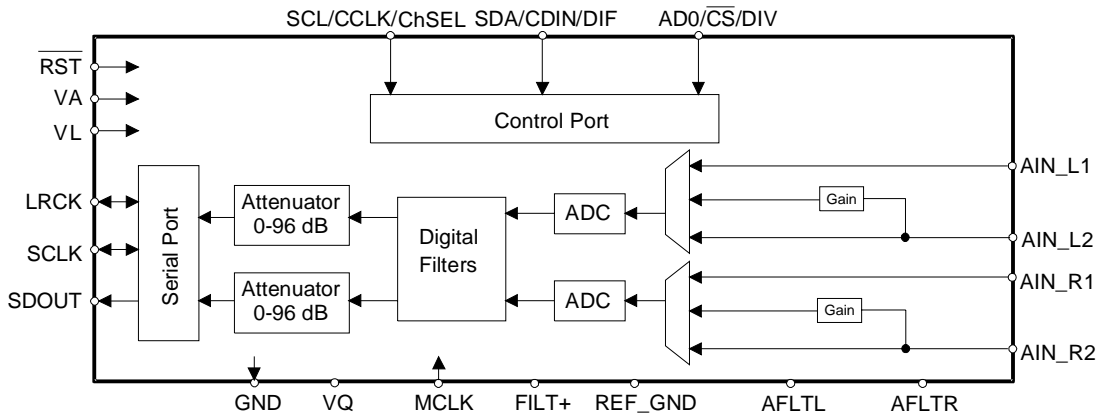 SCL/CCLK/ChSEL SDA/CDIN/DIF AD0/CS/DIV
RST
VA
VL
Control Port
AIN_L1
LRCK
Serial Port
Attenuator
0-96 dB
Digital
Filters
ADC
Gain
SCLK
AIN_L2
AIN_R1
SDOUT
Attenuator
0-96 dB
ADC
Gain
AIN_R2
GND VQ MCLK FILT+ REF_GND AFLTL AFLTR